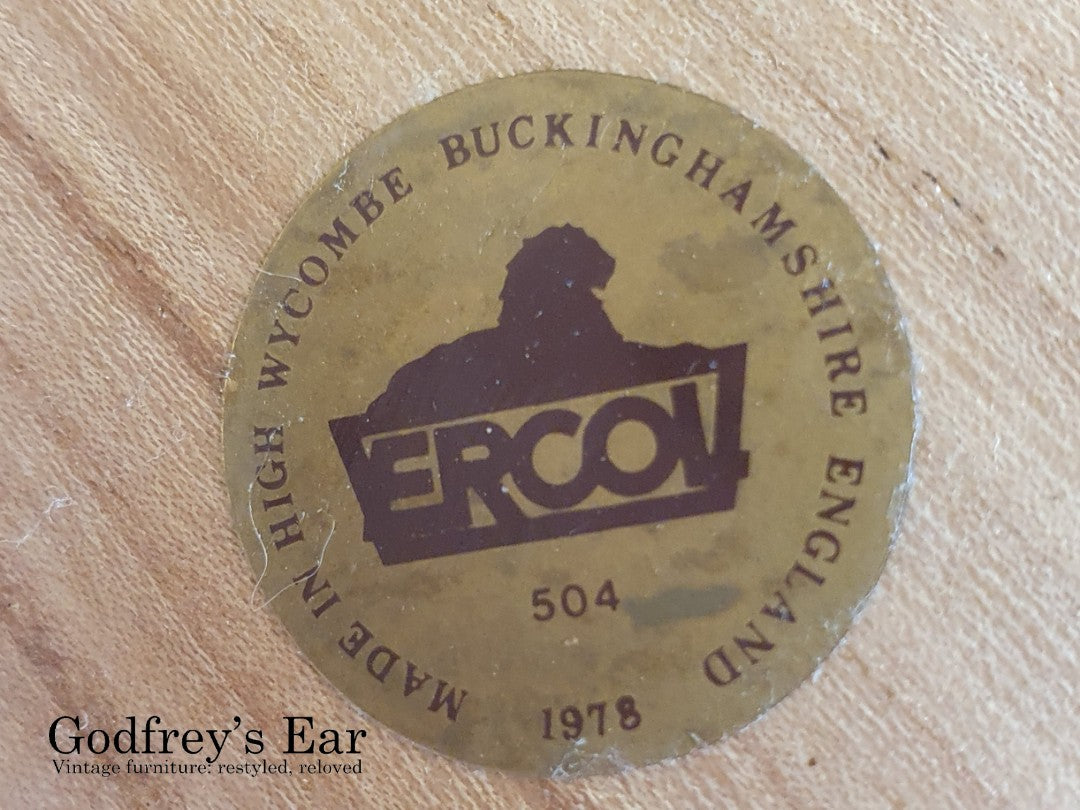 MADE IN HIGH WYCOMBE BUCKINGHAMSHIRE ENGLAND
ERCOL
504
1978
Godfrey's Ear
Vintage furniture: restyled, reloved